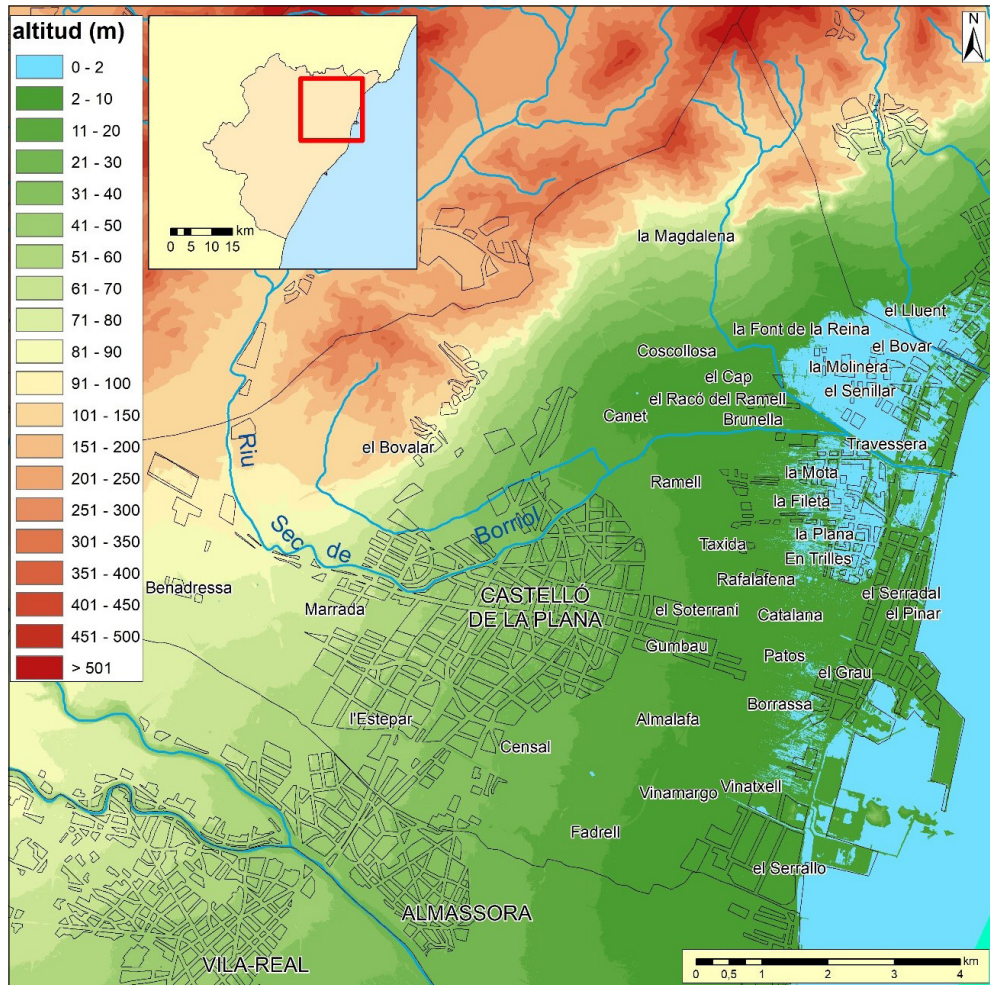 altitud (m)
0 - 2
2 - 10
11 - 20
21 - 30
31 - 40
41 - 50
51 - 60
61 - 70
71 - 80
81 - 90
91 - 100
101 - 150
151 - 200
201 - 250
251 - 300
301 - 350
351 - 400
401 - 450
451 - 500
> 501
km
0 5 10 15
N
la Magdalena
el Lluent
la Font de la Reina
el Bovar
Coscollosa
la Molinera
el Cap
el Senillar
el Racó del Ramell
Canet
Brunella
el Bovalar
Travessera
Riu
Sec
de
Borriol
la Mota
Ramell
la Fileta
la Plana
Taxida
En Trilles
Benadressa
Rafalafena
Marrada
CASTELLÓ
DE LA PLANA
el Serradal
el Soterrani
Catalana
el Pinar
Gumbau
Patos
el Grau
Borrassa
l'Estepar
Almalafa
Censal
Vinamargo
Vinatxell
Fadrell
el Serrallo
ALMASSORA
VILA-REAL
km
0 0,5 1 2 3 4